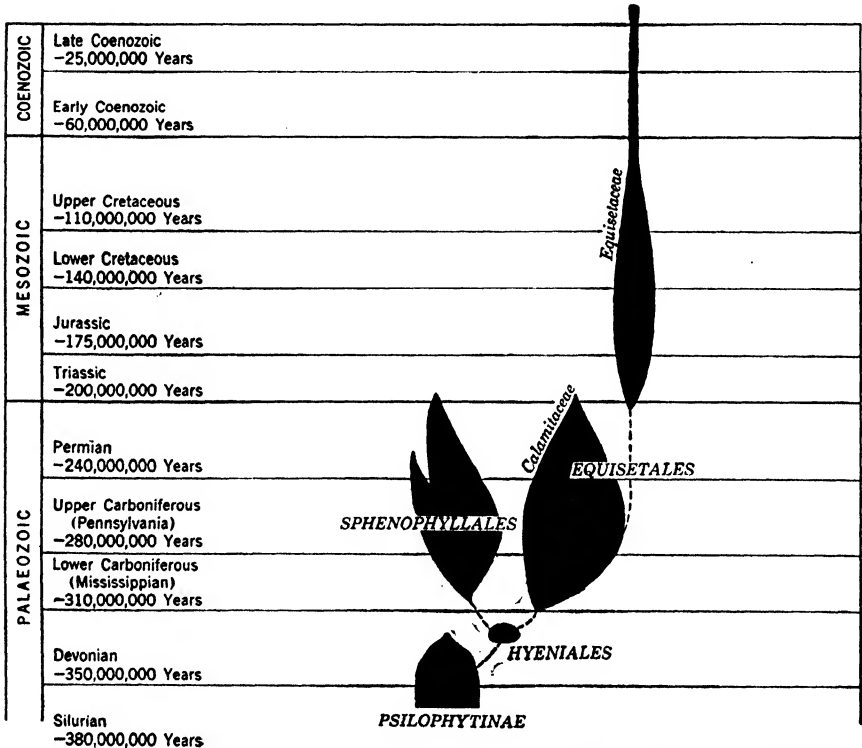 COENOZOIC
Late Coenozoic
−25,000,000 Years
Early Coenozoic
−60,000,000 Years
MESOZOIC
Upper Cretaceous
−110,000,000 Years
Lower Cretaceous
−140,000,000 Years
Jurassic
−175,000,000 Years
Triassic
−200,000,000 Years
Equisetaceae
PALAEOZOIC
Permian
−240,000,000 Years
Upper Carboniferous
(Pennsylvania)
−280,000,000 Years
Lower Carboniferous
(Mississippian)
−310,000,000 Years
Devonian
−350,000,000 Years
Silurian
−380,000,000 Years
Calamitaceae
EQUISETALES
SPHENOPHYLLALES
HYENIALES
PSILOPHYTINAE